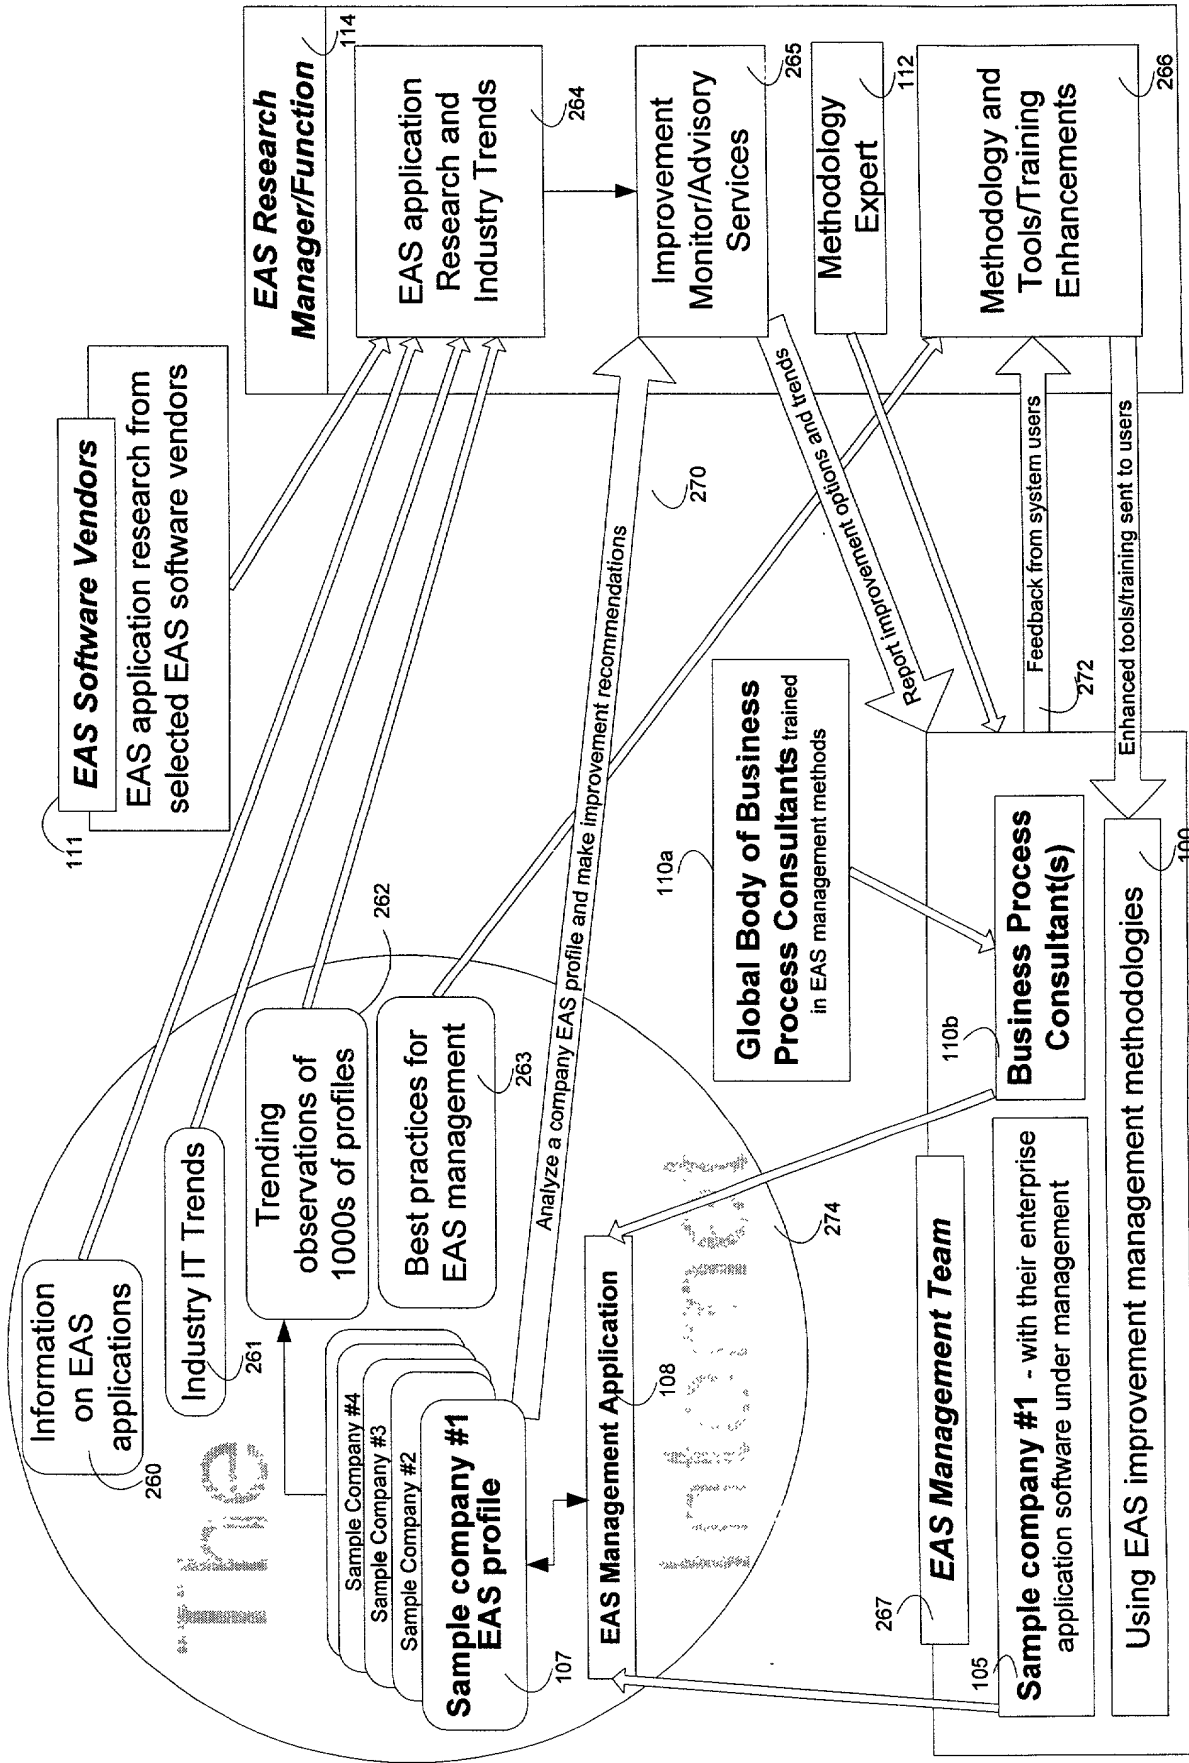 111
EAS Software Vendors
EAS application research from
selected EAS software vendors
EAS Research
Manager/Function
114
EAS application
Research and
Industry Trends
264
Improvement
Monitor/Advisory
Services
265
Methodology
Expert
112
Methodology and
Tools/Training
Enhancements
266
The
Internet
274
Information
on EAS
applications
260
Industry IT Trends
261
Trending
observations of
1000s of profiles
262
Best practices for
EAS management
263
Sample Company #4
Sample Company #3
Sample Company #2
Sample company #1
EAS profile
107
EAS Management Application
108
Analyze a company EAS profile and make improvement recommendations
270
Report improvement options and trends
Feedback from system users
272
Enhanced tools/training sent to users
110a
Global Body of Business
Process Consultants trained
in EAS management methods
267
EAS Management Team
105
Sample company #1 - with their enterprise
application software under management
110b
Business Process
Consultant(s)
Using EAS improvement management methodologies
100